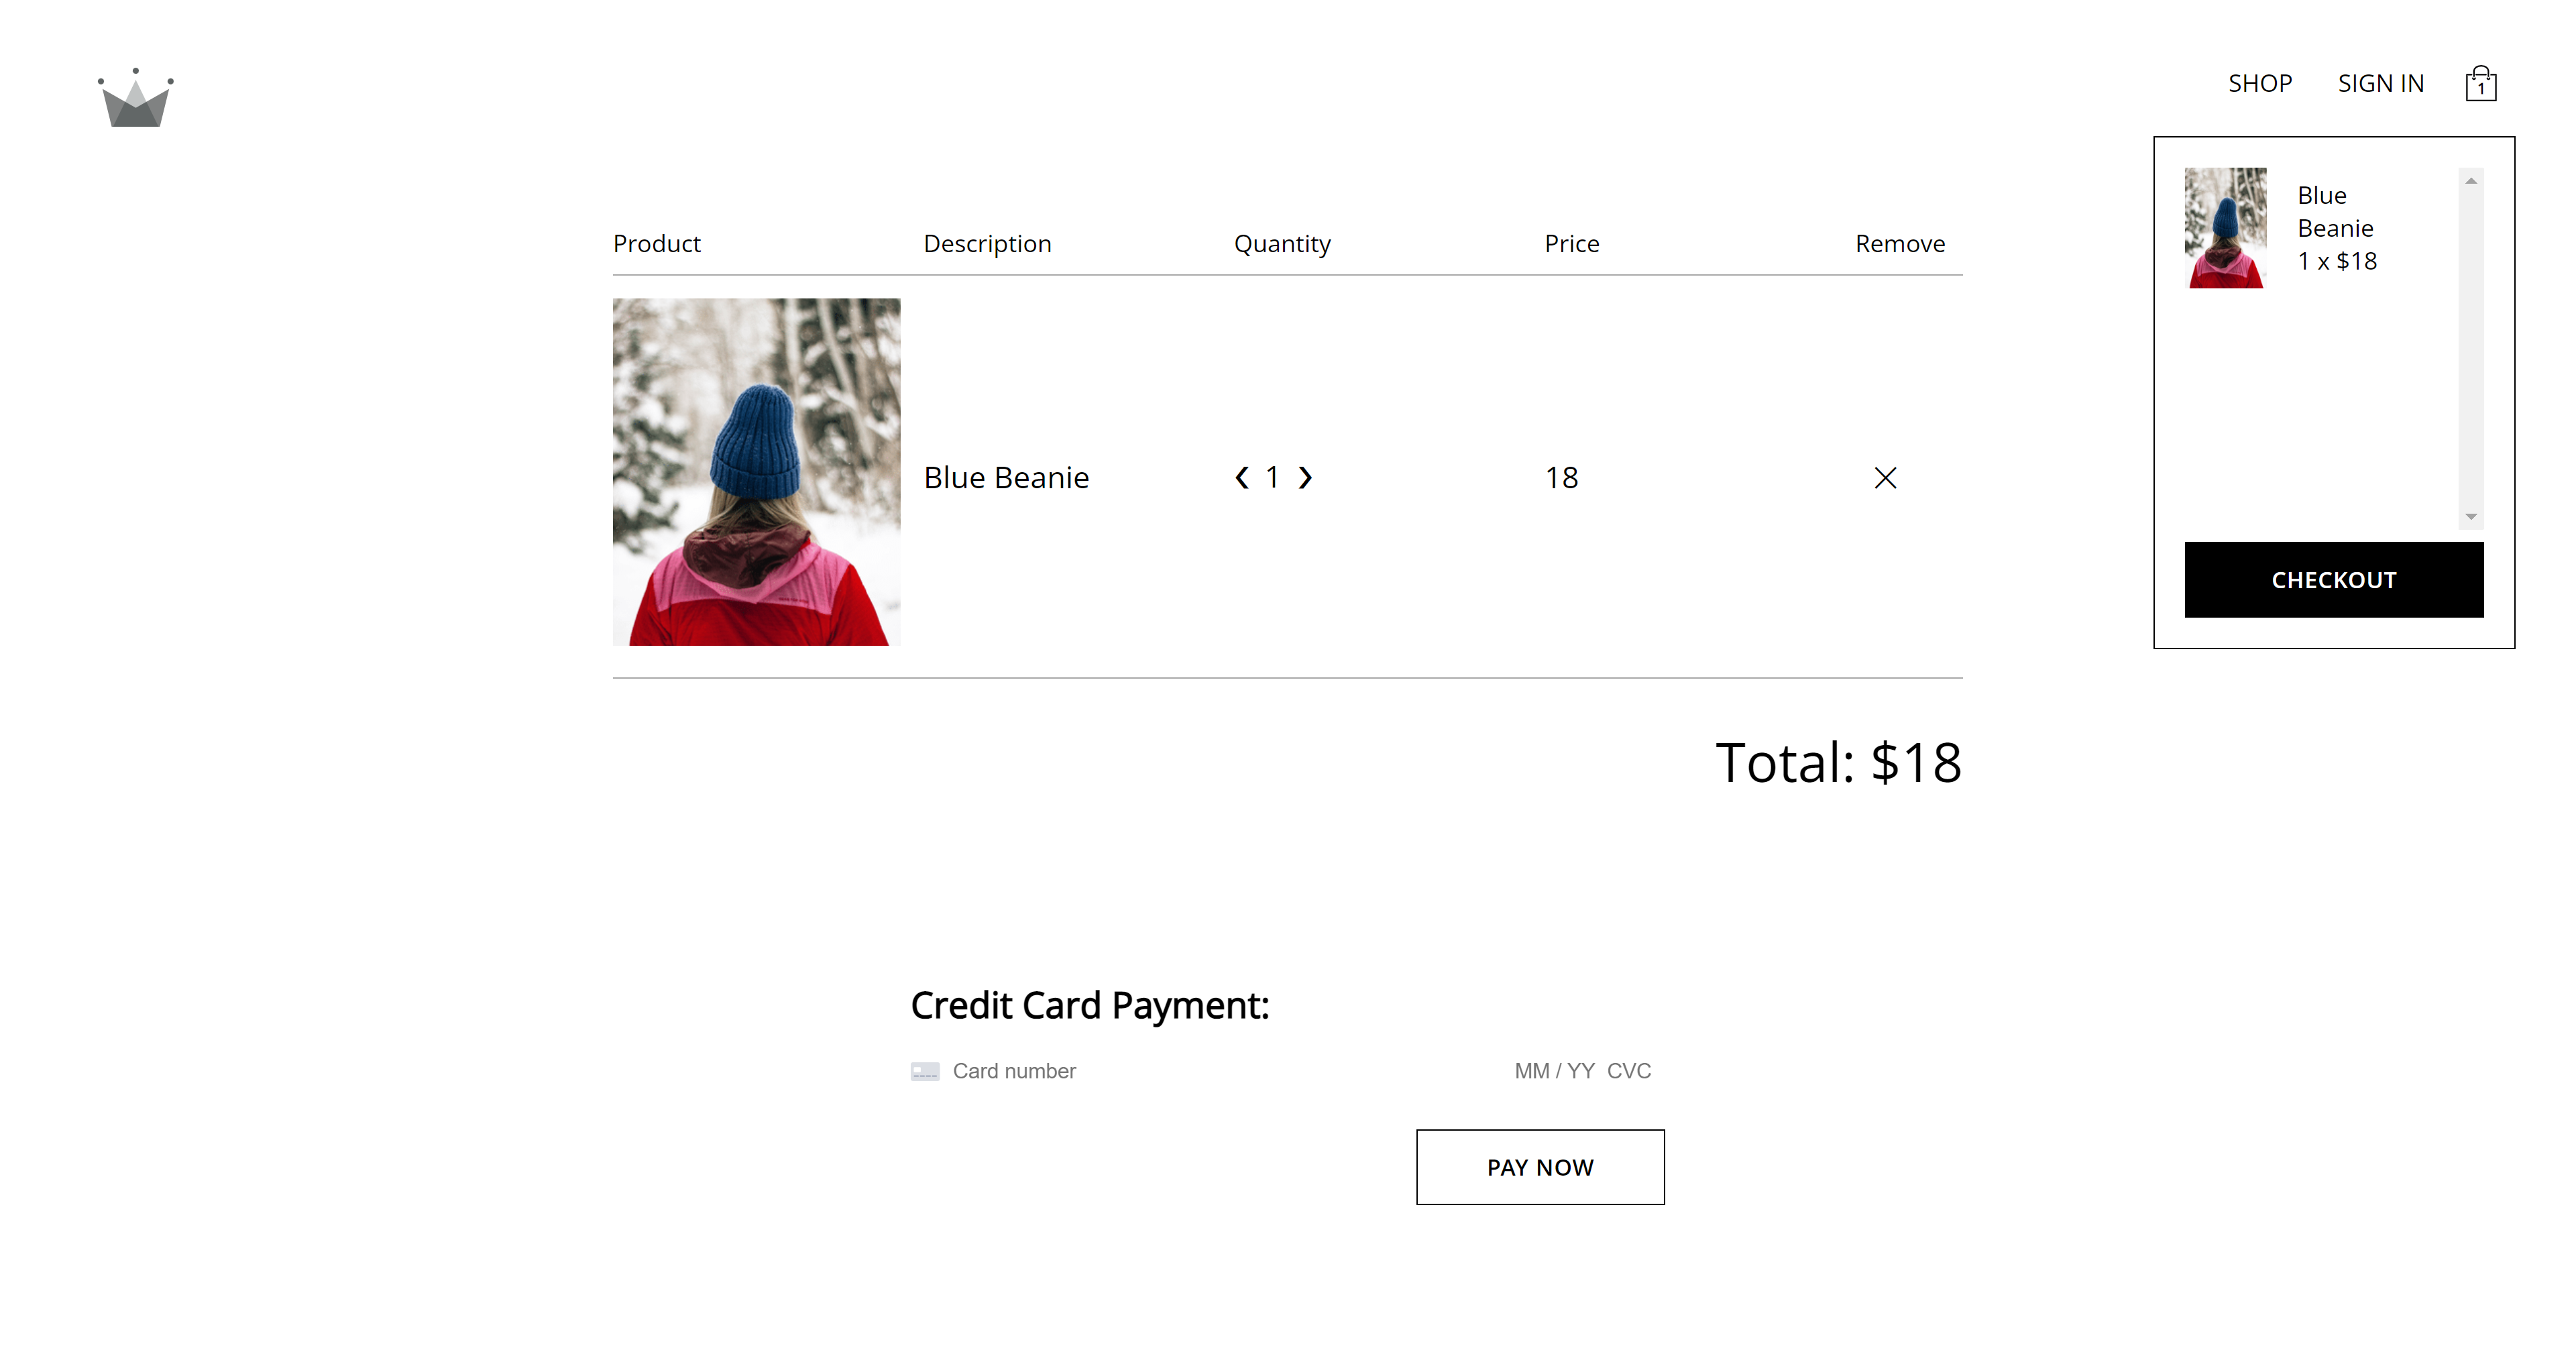 SHOP SIGN IN 1
Blue
Beanie
1 x $18
CHECKOUT
Product Description Quantity Price Remove
Blue Beanie ❮ 1 ❯ 18 ✕
Total: $18
Credit Card Payment:
Card number MM / YY CVC
PAY NOW